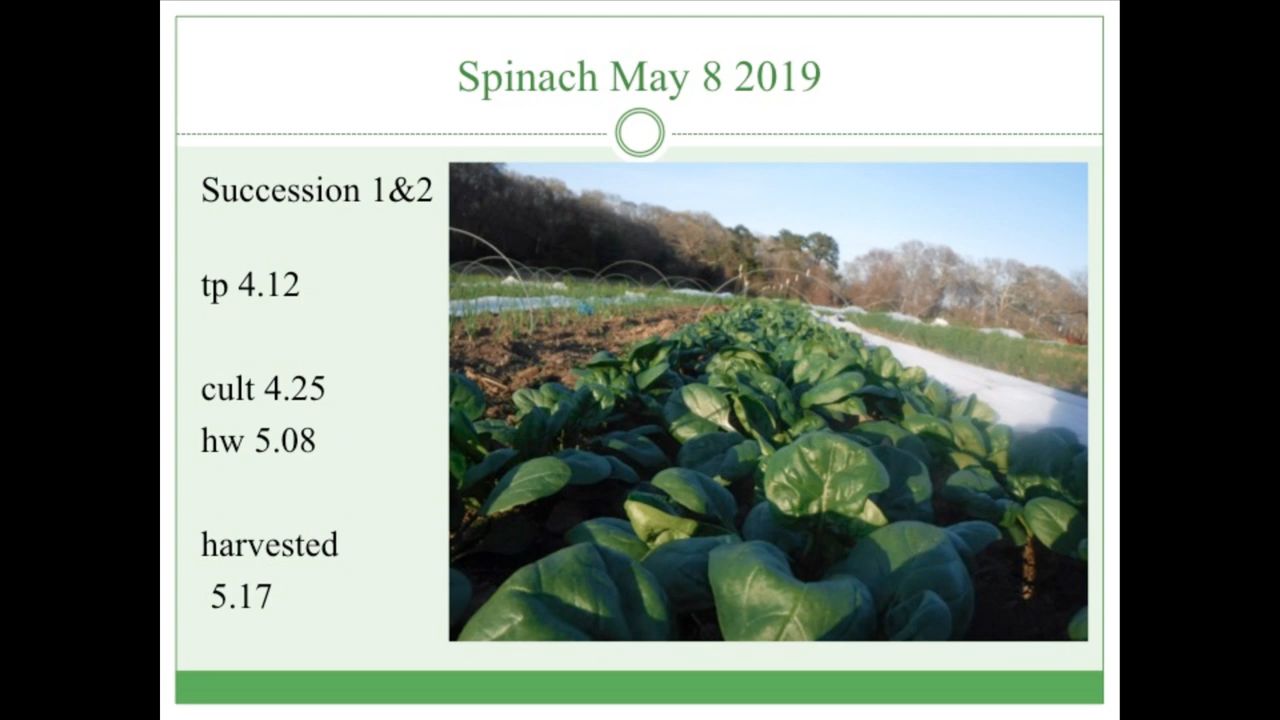 Spinach May 8 2019
Succession 1&2
tp 4.12
cult 4.25
hw 5.08
harvested
5.17